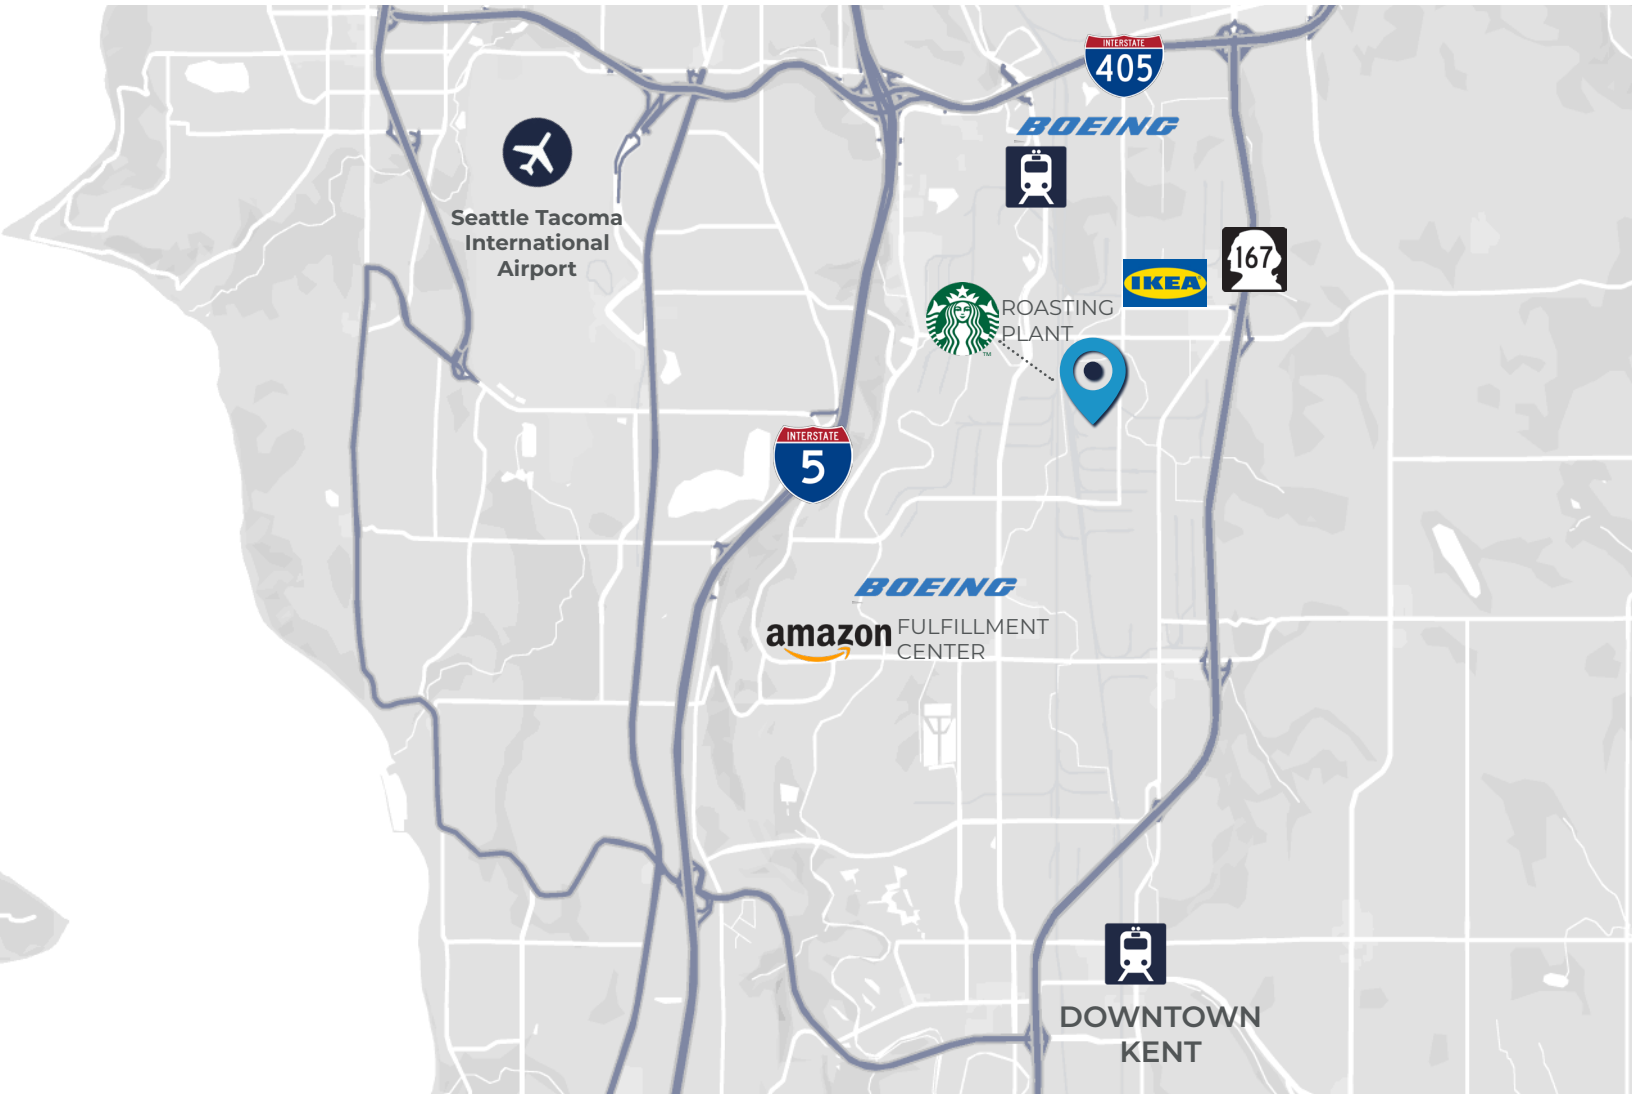 INTERSTATE
405
BOEING
Seattle Tacoma
International
Airport
167
IKEA
ROASTING
PLANT
TM
INTERSTATE
5
BOEING
amazon
FULFILLMENT
CENTER
DOWNTOWN
KENT